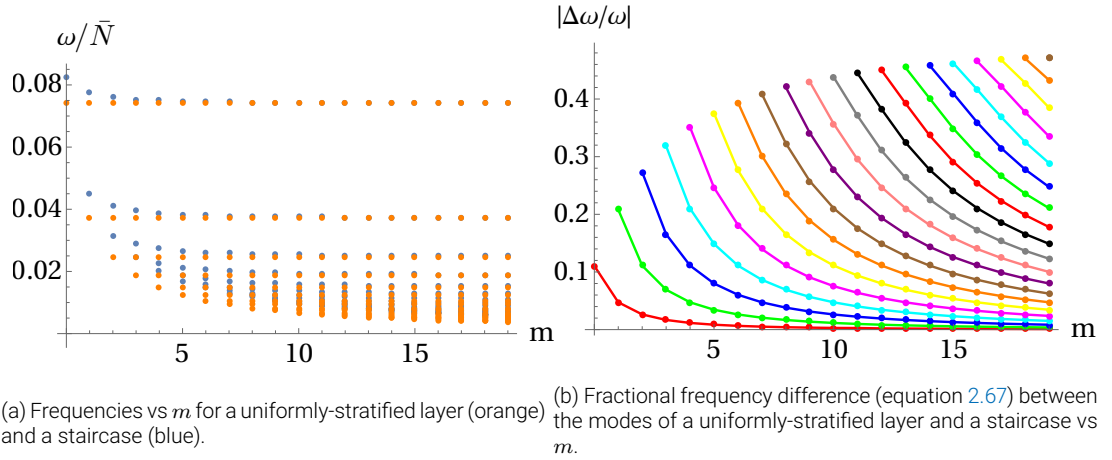 ω/N̄
0.08
0.06
0.04
0.02
5
10
15
m
|Δω/ω|
0.4
0.3
0.2
0.1
5
10
15
m
(a) Frequencies vs m for a uniformly-stratified layer (orange)
and a staircase (blue).
(b) Fractional frequency difference (equation 2.67) between
the modes of a uniformly-stratified layer and a staircase vs
m.